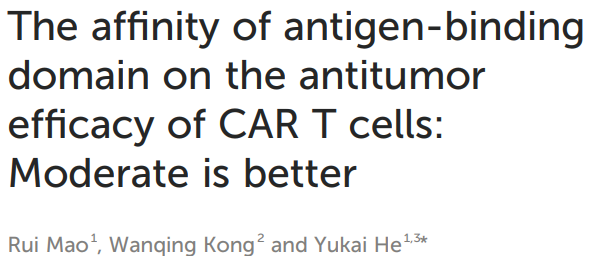 The affinity of antigen-binding
domain on the antitumor
efficacy of CAR T cells:
Moderate is better
Rui Mao¹, Wanqing Kong² and Yukai He¹,³*